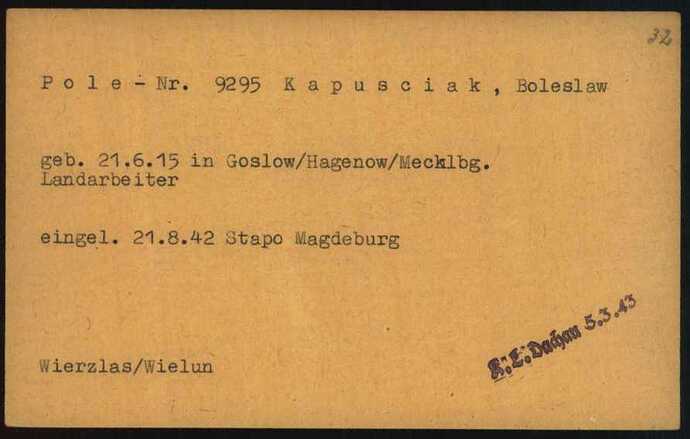 32
Pole-Nr. 9295 Kapusciak, Boleslaw
geb. 21.6.15 in Goslow/Hagenow/Mecklbg.
Landarbeiter
eingel. 21.8.42 Stapo Magdeburg
K.L. Dachau 5.3.43
Wierzlas/Wielun